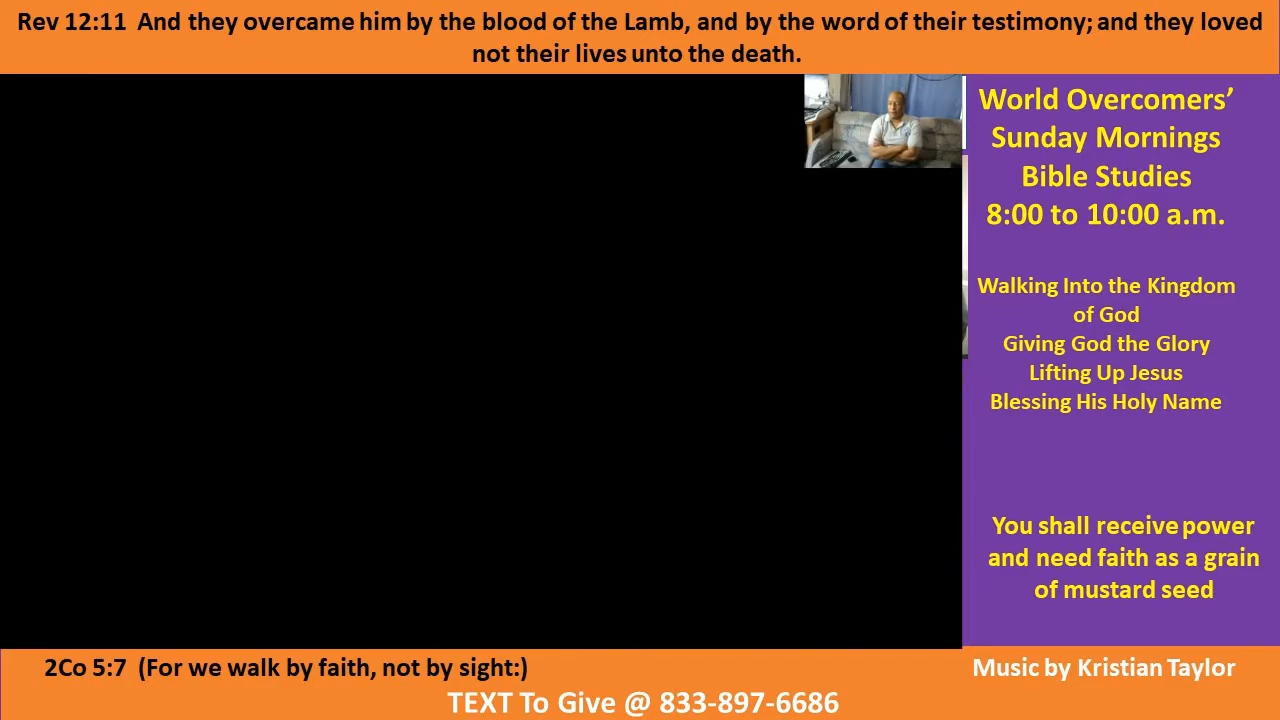 Rev 12:11 And they overcame him by the blood of the Lamb, and by the word of their testimony; and they loved
not their lives unto the death.
World Overcomers’
Sunday Mornings
Bible Studies
8:00 to 10:00 a.m.
Walking Into the Kingdom
of God
Giving God the Glory
Lifting Up Jesus
Blessing His Holy Name
You shall receive power
and need faith as a grain
of mustard seed
2Co 5:7 (For we walk by faith, not by sight:)
Music by Kristian Taylor
TEXT To Give @ 833-897-6686